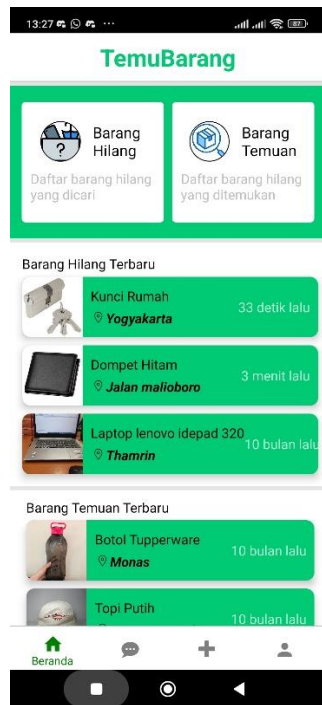 13:27
87
TemuBarang
Barang
Hilang
Daftar barang hilang
yang dicari
Barang
Temuan
Daftar barang hilang
yang ditemukan
Barang Hilang Terbaru
Kunci Rumah
Yogyakarta
33 detik lalu
Dompet Hitam
Jalan malioboro
3 menit lalu
Laptop lenovo idepad 320
Thamrin
10 bulan lalu
Barang Temuan Terbaru
Botol Tupperware
Monas
10 bulan lalu
Topi Putih
10 bulan lalu
Beranda